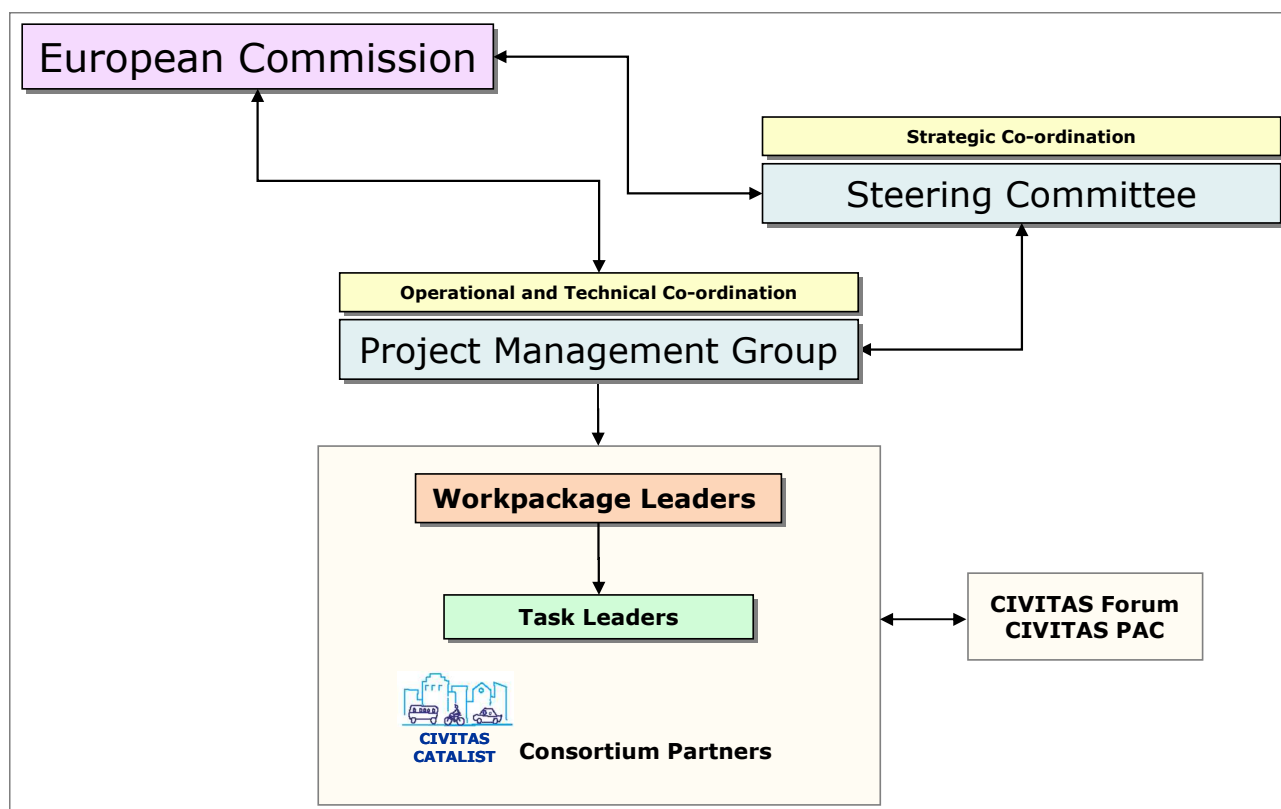 European Commission
Strategic Co-ordination
Steering Committee
Operational and Technical Co-ordination
Project Management Group
Workpackage Leaders
Task Leaders
CIVITAS Forum
CIVITAS PAC
CIVITAS
CATALIST
Consortium Partners